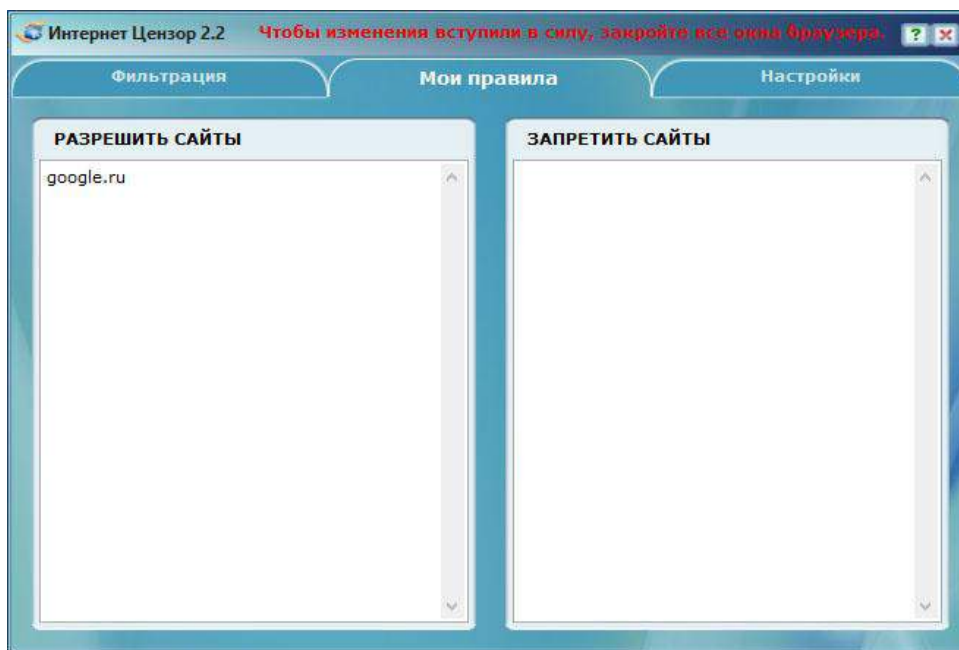 Интернет Цензор 2.2 Чтобы изменения вступили в силу, закройте все окна браузера. ?
Фильтрация Мои правила Настройки
РАЗРЕШИТЬ САЙТЫ ЗАПРЕТИТЬ САЙТЫ
google.ru